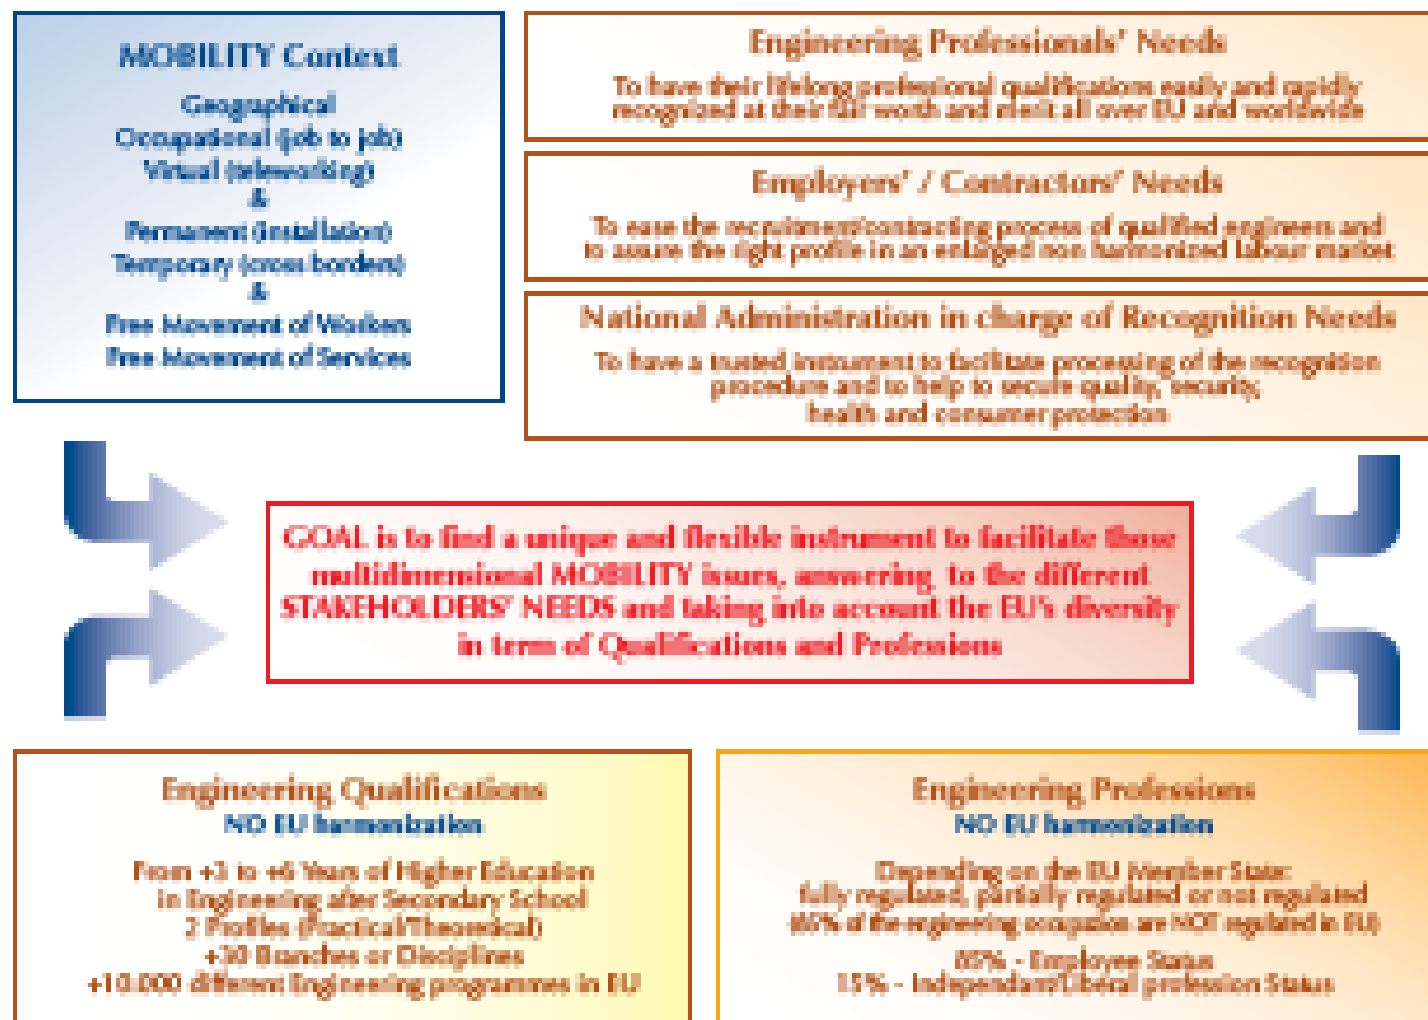 MOBILITY Context
Geographical
Occupational (job to job)
Virtual (teleworking)
&
Permanent (installation)
Temporary (cross borders)
&
Free Movement of Workers
Free Movement of Services
Engineering Professionals' Needs
To have their lifelong professional qualifications easily and rapidly
recognized at their fair worth and merit all over EU and worldwide
Employers' / Contractors' Needs
To ease the recruitment/contracting process of qualified engineers and
to assure the right profile in an enlarged non harmonized labour market
National Administration in charge of Recognition Needs
To have a trusted instrument to facilitate processing of the recognition
procedure and to help to secure quality, security,
health and consumer protection
GOAL is to find a unique and flexible instrument to facilitate those
multidimensional MOBILITY issues, answering to the different
STAKEHOLDERS' NEEDS and taking into account the EU's diversity
in term of Qualifications and Professions
Engineering Qualifications
NO EU harmonization
From +3 to +6 Years of Higher Education
in Engineering after Secondary School
2 Profiles (Practical/Theoretical)
+30 Branches or Disciplines
+10.000 different Engineering programmes in EU
Engineering Professions
NO EU harmonization
Depending on the EU Member State:
fully regulated, partially regulated or not regulated
of the engineering occupation are NOT regulated in EU)
85% - Employee Status
15% - Independant/Liberal profession Status